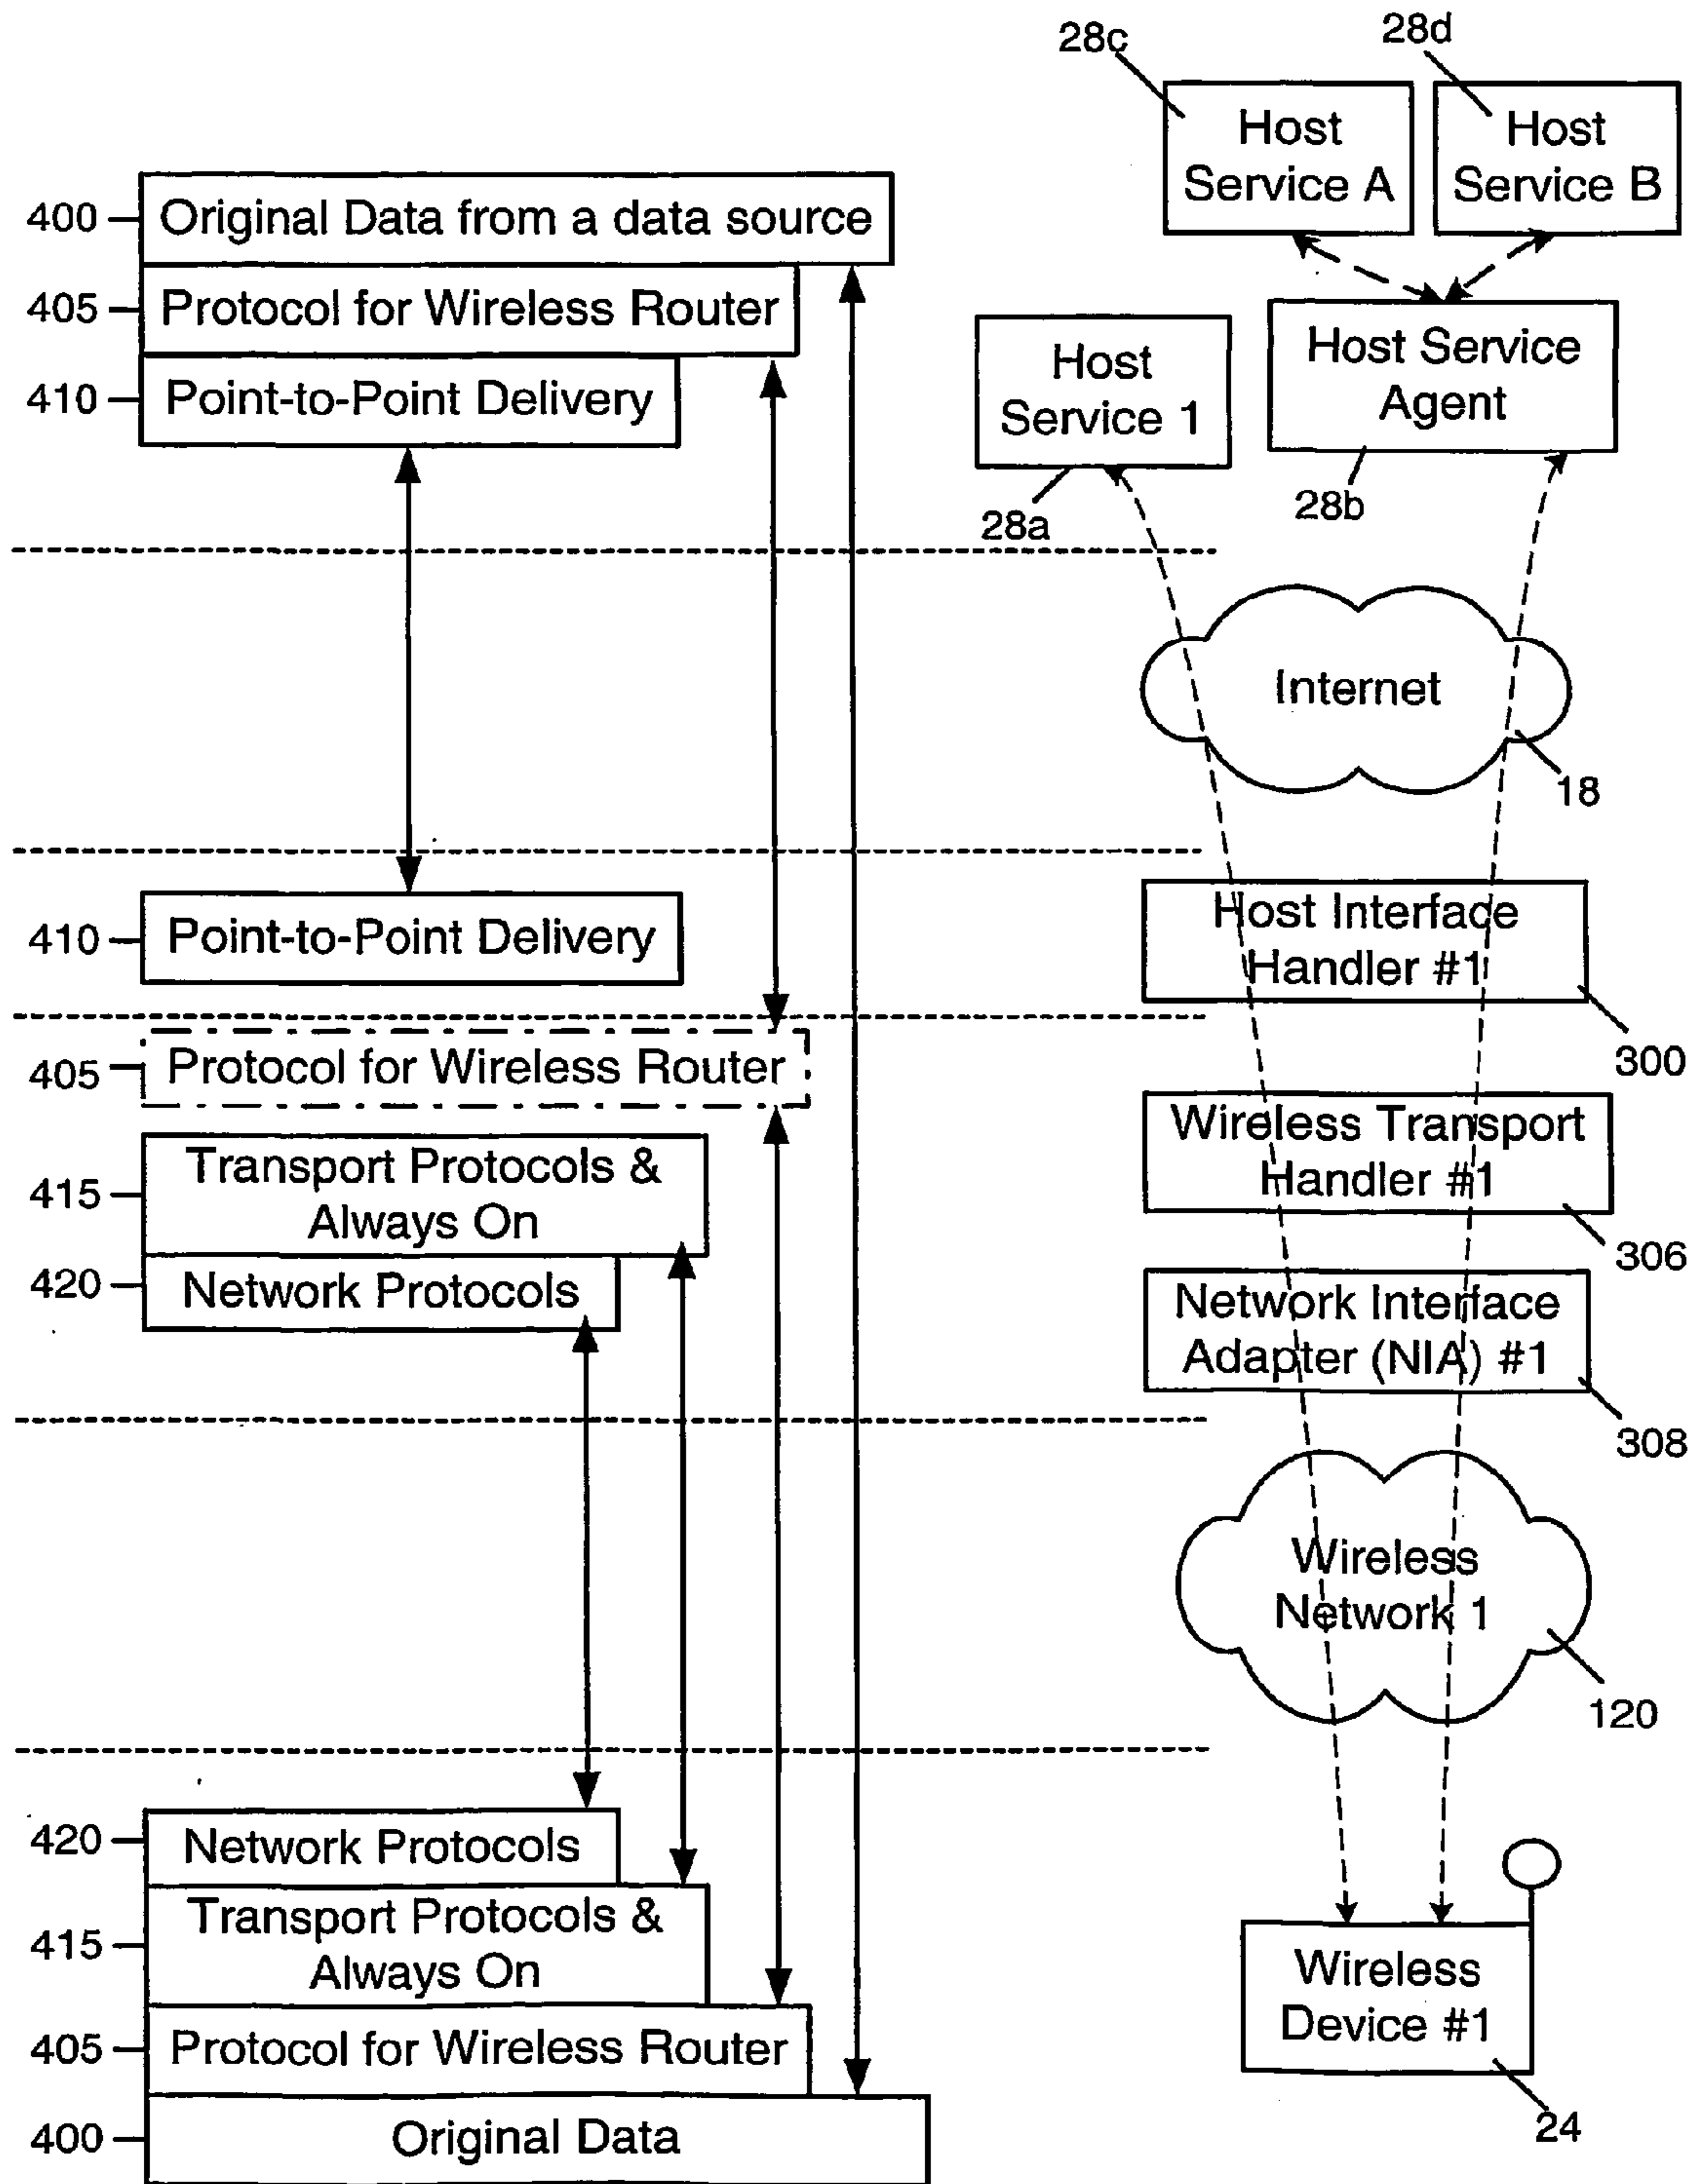 28c
28d
Host
Service A
Host
Service B
400
Original Data from a data source
405
Protocol for Wireless Router
410
Point-to-Point Delivery
Host
Service 1
Host Service
Agent
28a
28b
Internet
18
410
Point-to-Point Delivery
Host Interface
Handler #1
300
405
Protocol for Wireless Router
415
Transport Protocols &
Always On
Wireless Transport
Handler #1
306
420
Network Protocols
Network Interface
Adapter (NIA) #1
308
Wireless
Network 1
120
420
Network Protocols
415
Transport Protocols &
Always On
405
Protocol for Wireless Router
400
Original Data
Wireless
Device #1
24